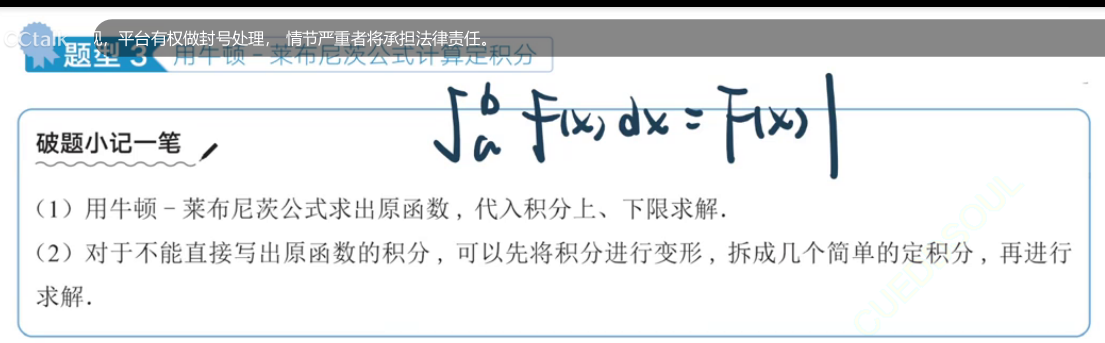 CCtalk 见，平台有权做封号处理， 情节严重者将承担法律责任。
题型 3 用牛顿－莱布尼茨公式计算定积分
∫ₐᵇ f(x) dx = F(x) |
破题小记一笔
（1）用牛顿－莱布尼茨公式求出原函数，代入积分上、下限求解．
（2）对于不能直接写出原函数的积分，可以先将积分进行变形，拆成几个简单的定积分，再进行
求解．
CUEUSOUL